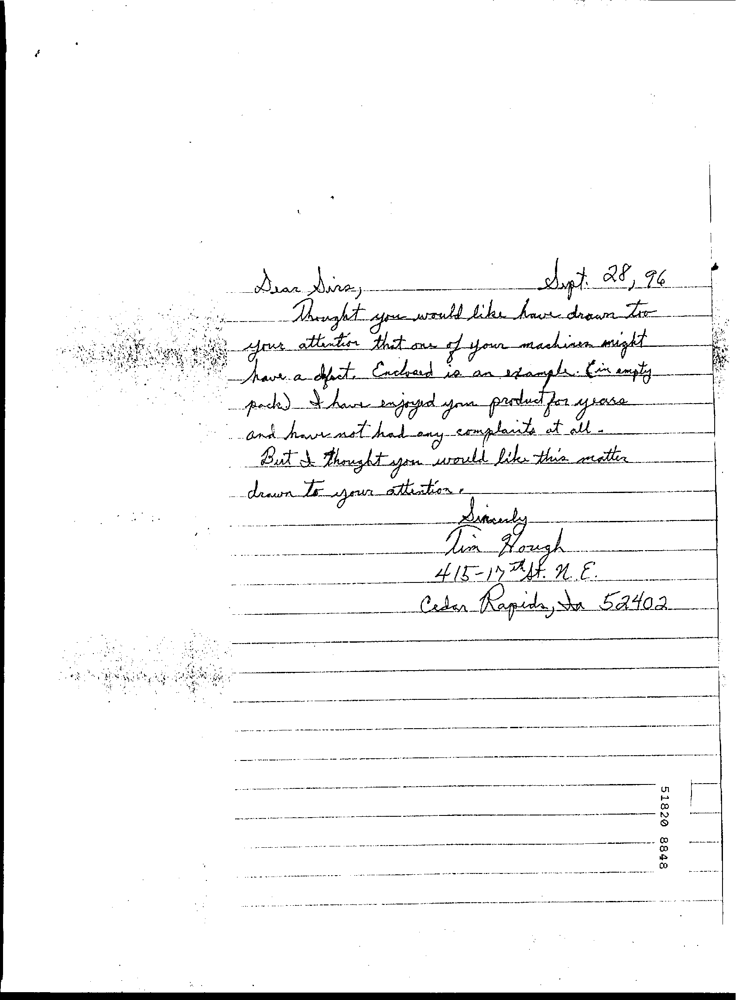 Dear Sirs, Sept. 28, 96
Thought you would like have drawn too
your attention that one of your machines might
have a defect. Enclosed is an example. (in empty
pack) I have enjoyed your product for years
and have not had any complaints at all.
But I thought you would like this matter
drawn to your attention.
Sincerly
Tim Hough
415-17th St. N.E.
Cedar Rapids, Ia 52402
51820 8848